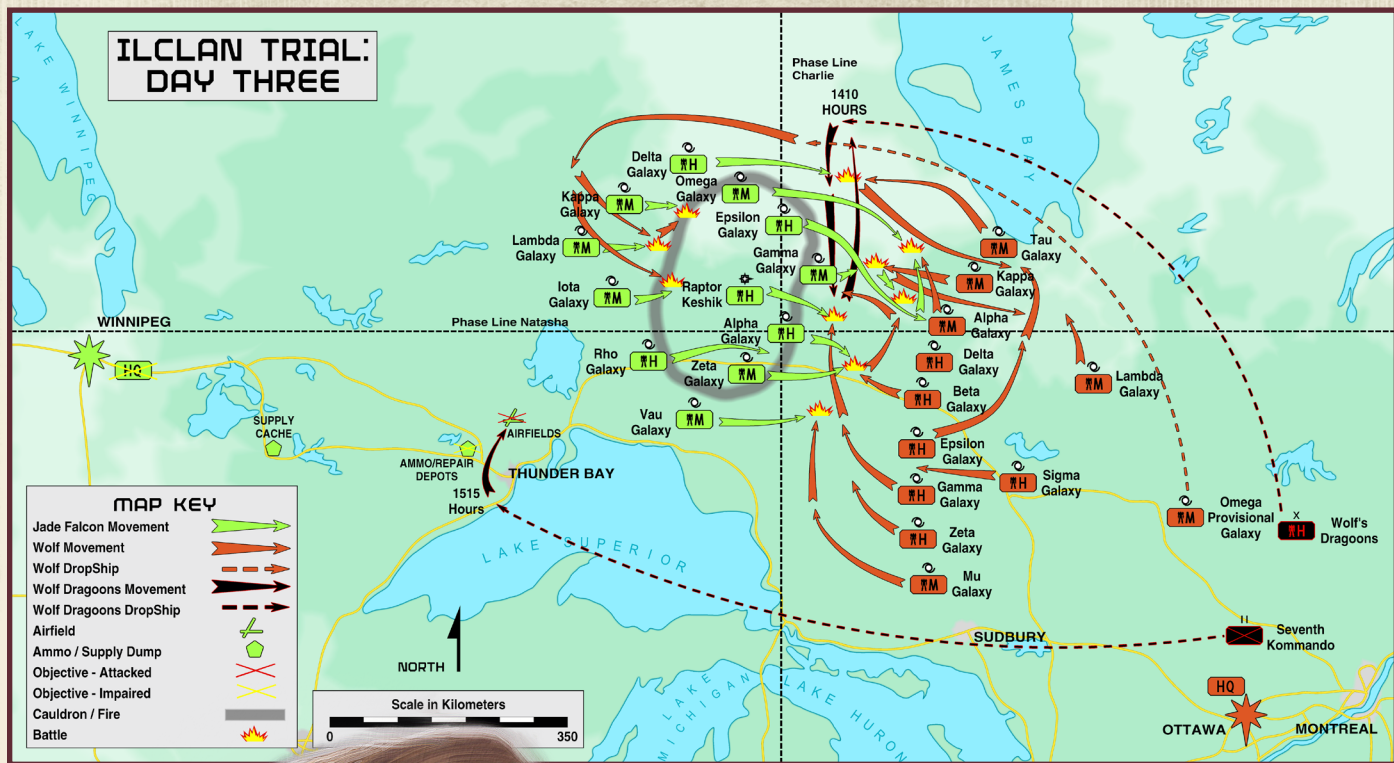 ILCLAN TRIAL:
DAY THREE
LAKE WINNIPEG
JAMES BAY
Phase Line
Charlie
1410
HOURS
Delta
Galaxy
H
Omega
Galaxy
M
Kappa
Galaxy
M
Epsilon
Galaxy
H
Lambda
Galaxy
M
Gamma
Galaxy
M
Tau
Galaxy
M
Kappa
Galaxy
M
Iota
Galaxy
M
Raptor
Keshik
H
Alpha
Galaxy
H
Alpha
Galaxy
M
WINNIPEG
Phase Line Natasha
HQ
Rho
Galaxy
H
Zeta
Galaxy
M
Delta
Galaxy
H
Lambda
Galaxy
M
Beta
Galaxy
H
Vau
Galaxy
M
SUPPLY
CACHE
AIRFIELDS
AMMO/REPAIR
DEPOTS
THUNDER BAY
1515
Hours
Epsilon
Galaxy
H
Gamma
Galaxy
H
Sigma
Galaxy
H
Omega
Provisional
Galaxy
M
X
H
Wolf's
Dragoons
Zeta
Galaxy
H
Mu
Galaxy
M
LAKE SUPERIOR
NORTH
SUDBURY
II
Seventh
Kommando
HQ
OTTAWA
MONTREAL
LAKE
MICHIGAN
LAKE HURON
MAP KEY
Jade Falcon Movement
Wolf Movement
Wolf DropShip
Wolf Dragoons Movement
Wolf Dragoons DropShip
Airfield
Ammo / Supply Dump
Objective - Attacked
Objective - Impaired
Cauldron / Fire
Battle
Scale in Kilometers
0 350